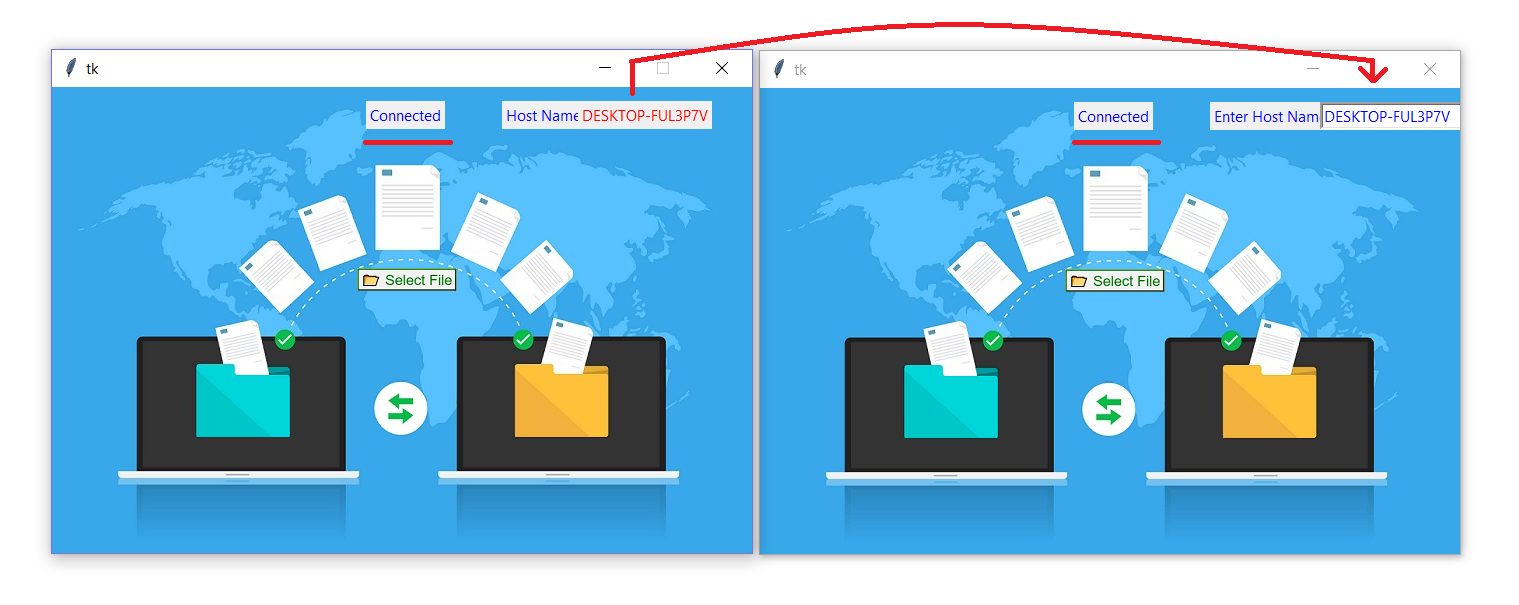 tk
Connected
Host Name DESKTOP-FUL3P7V
Select File
tk
Connected
Enter Host Nam DESKTOP-FUL3P7V
Select File